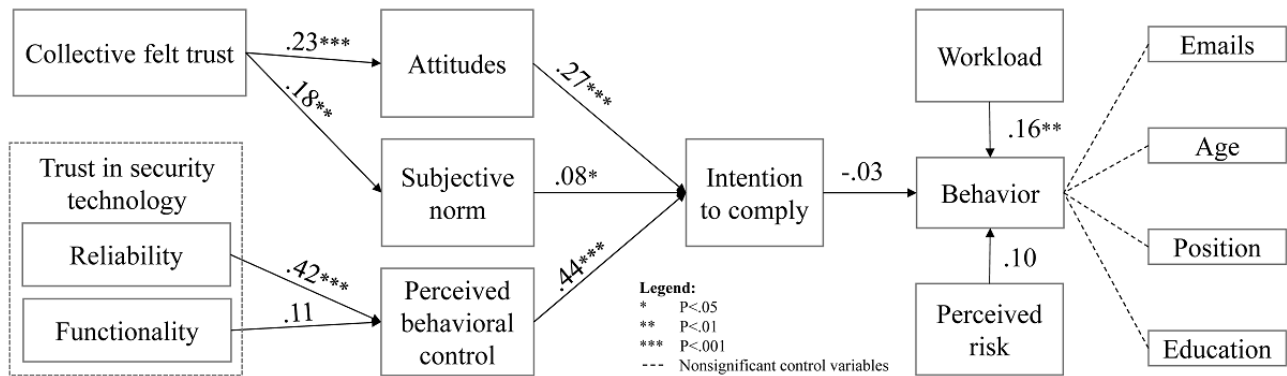 Collective felt trust
.23***
.18**
Attitudes
.27***
Workload
.16**
Emails
Age
Trust in security
technology
Reliability
Functionality
.42***
.11
Subjective
norm
.08*
Perceived
behavioral
control
.44***
Intention
to comply
-.03
Behavior
.10
Perceived
risk
Position
Education
Legend:
* P<.05
** P<.01
*** P<.001
--- Nonsignificant control variables